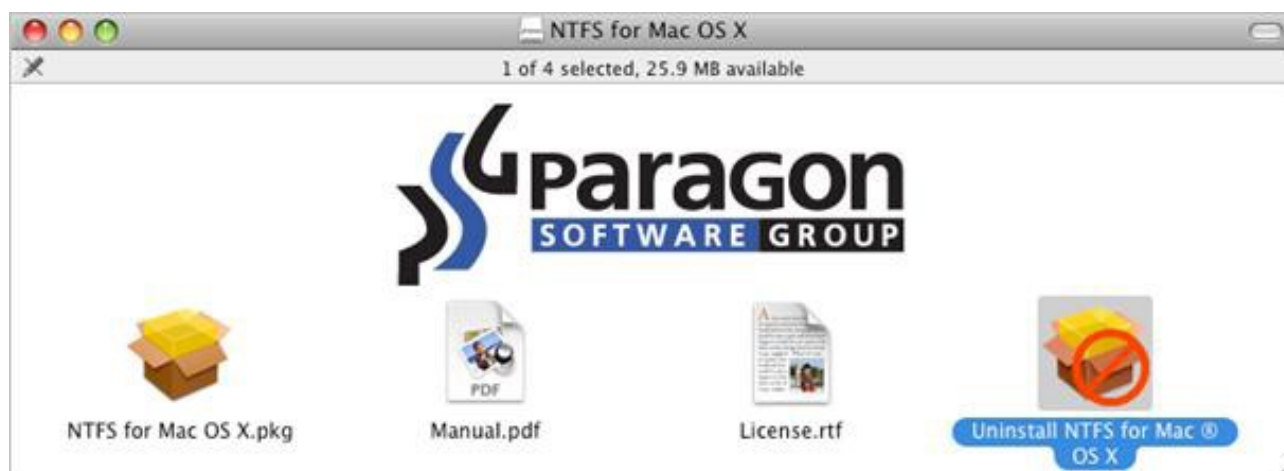 NTFS for Mac OS X
1 of 4 selected, 25.9 MB available
PSG Paragon
SOFTWARE GROUP
PDF
NTFS for Mac OS X.pkg
Manual.pdf
License.rtf
Uninstall NTFS for Mac ®
OS X